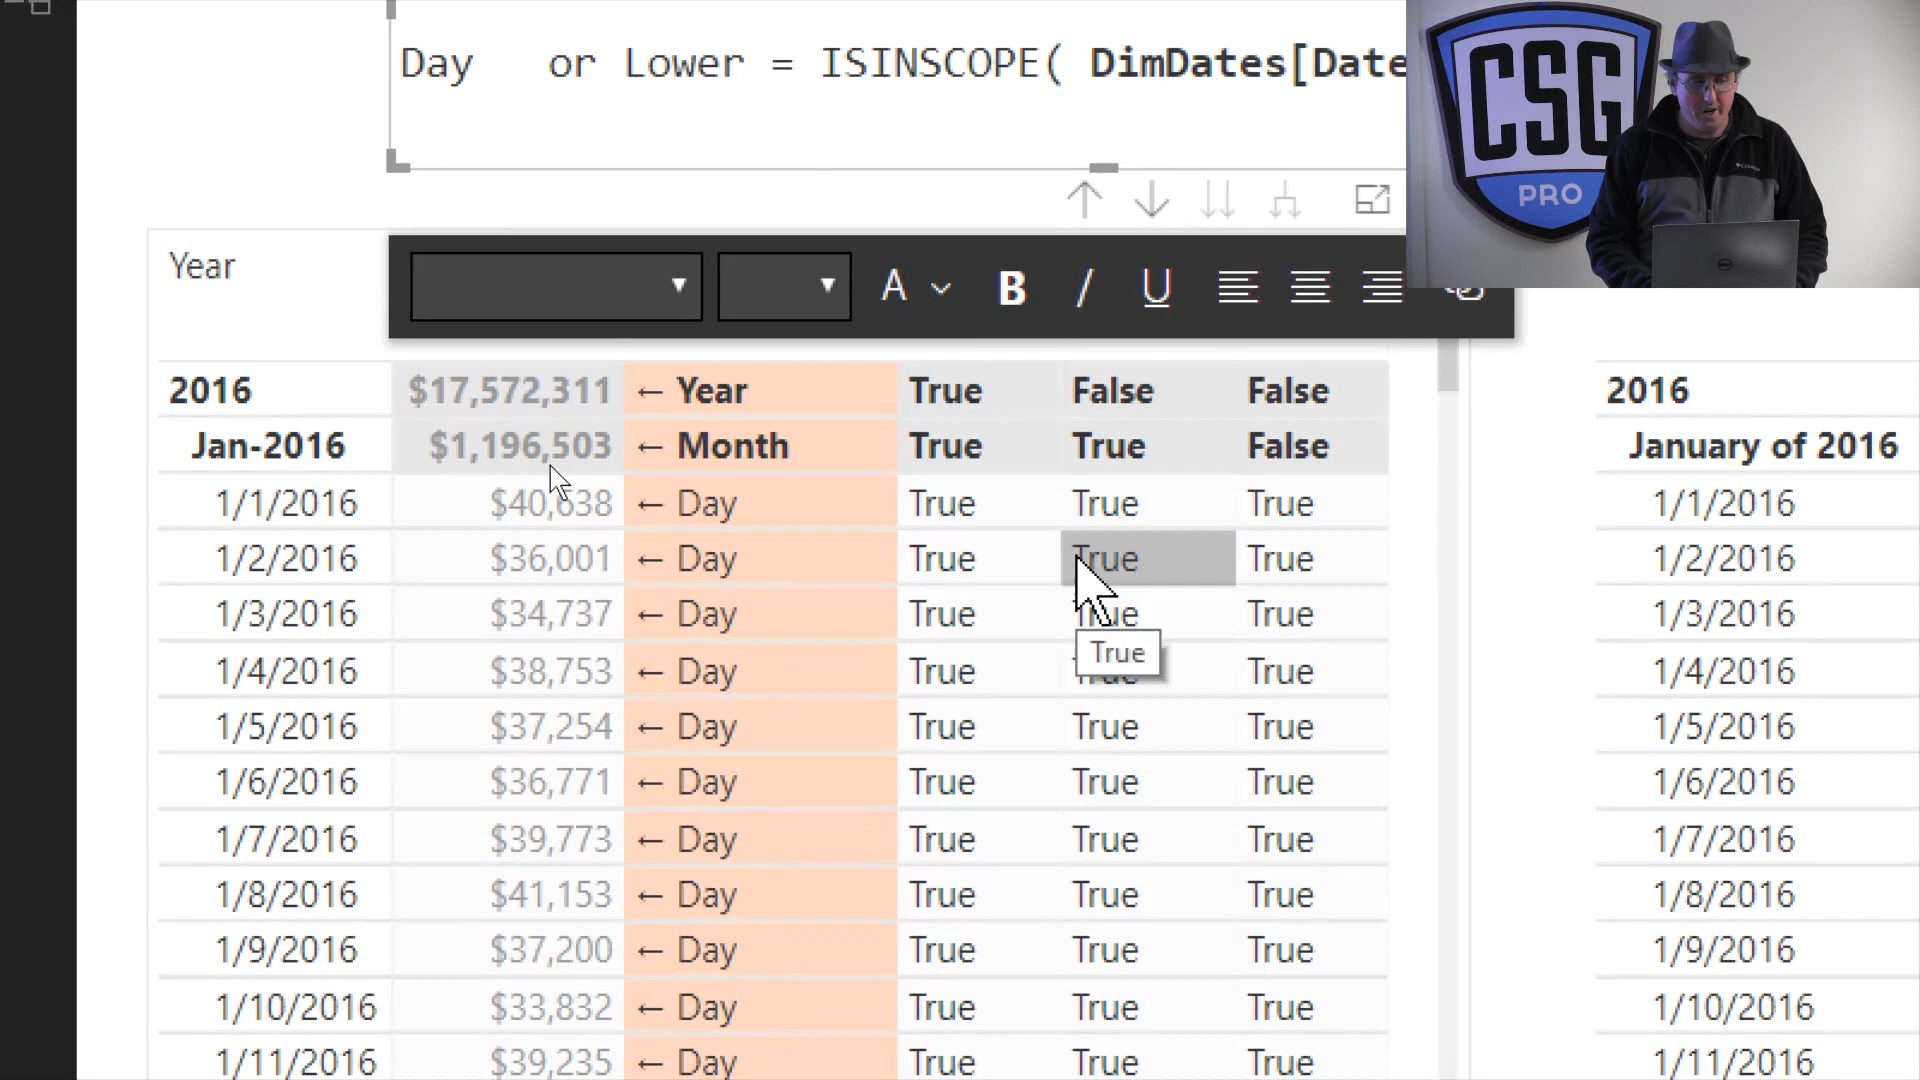 Day or Lower = ISINSCOPE( DimDates[Date
CSG
PRO
Year
A B / U
2016 $17,572,311 ← Year True False False 2016
Jan-2016 $1,196,503 ← Month True True False January of 2016
1/1/2016 $40,638 ← Day True True True 1/1/2016
1/2/2016 $36,001 ← Day True True True 1/2/2016
1/3/2016 $34,737 ← Day True True True 1/3/2016
True
1/4/2016 $38,753 ← Day True True True 1/4/2016
1/5/2016 $37,254 ← Day True True True 1/5/2016
1/6/2016 $36,771 ← Day True True True 1/6/2016
1/7/2016 $39,773 ← Day True True True 1/7/2016
1/8/2016 $41,153 ← Day True True True 1/8/2016
1/9/2016 $37,200 ← Day True True True 1/9/2016
1/10/2016 $33,832 ← Day True True True 1/10/2016
1/11/2016 $39,235 ← Day True True True 1/11/2016